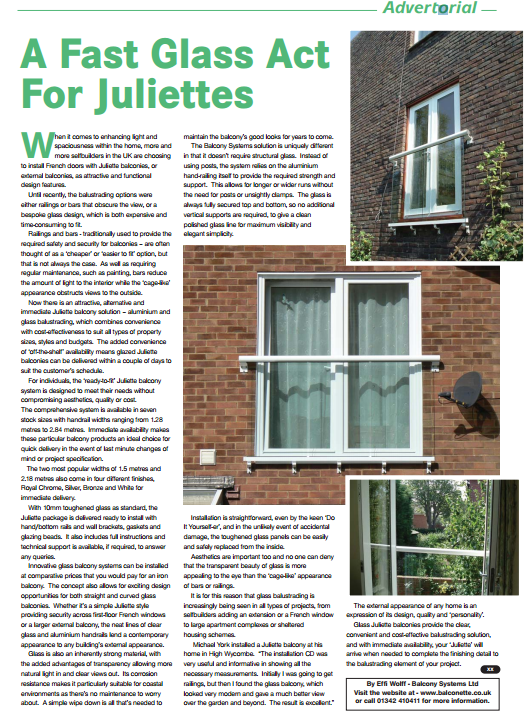 Advertorial
A Fast Glass Act
For Juliettes
When it comes to enhancing light and
spaciousness within the home, more and
more selfbuilders in the UK are choosing
to install French doors with Juliette balconies, or
external balconies, as attractive and functional
design features.
Until recently, the balustrading options were
either railings or bars that obscure the view, or a
bespoke glass design, which is both expensive and
time-consuming to fit.
Railings and bars - traditionally used to provide the
required safety and security for balconies – are often
thought of as a 'cheaper' or 'easier to fit' option, but
that is not always the case. As well as requiring
regular maintenance, such as painting, bars reduce
the amount of light to the interior while the 'cage-like'
appearance obstructs views to the outside.
Now there is an attractive, alternative and
immediate Juliette balcony solution – aluminium and
glass balustrading, which combines convenience
with cost-effectiveness to suit all types of property
sizes, styles and budgets. The added convenience
of 'off-the-shelf' availability means glazed Juliette
balconies can be delivered within a couple of days to
suit the customer's schedule.
For individuals, the 'ready-to-fit' Juliette balcony
system is designed to meet their needs without
compromising aesthetics, quality or cost.
The comprehensive system is available in seven
stock sizes with handrail widths ranging from 1.28
metres to 2.84 metres. Immediate availability makes
these particular balcony products an ideal choice for
quick delivery in the event of last minute changes of
mind or project specification.
The two most popular widths of 1.5 metres and
2.18 metres also come in four different finishes,
Royal Chrome, Silver, Bronze and White for
immediate delivery.
With 10mm toughened glass as standard, the
Juliette package is delivered ready to install with
hand/bottom rails and wall brackets, gaskets and
glazing beads. It also includes full instructions and
technical support is available, if required, to answer
any queries.
Innovative glass balcony systems can be installed
at comparative prices that you would pay for an iron
balcony. The concept also allows for exciting design
opportunities for both straight and curved glass
balconies. Whether it's a simple Juliette style
providing security across first-floor French windows
or a larger external balcony, the neat lines of clear
glass and aluminium handrails lend a contemporary
appearance to any building's external appearance.
Glass is also an inherently strong material, with
the added advantages of transparency allowing more
natural light in and clear views out. Its corrosion
resistance makes it particularly suitable for coastal
environments as there's no maintenance to worry
about. A simple wipe down is all that's needed to
maintain the balcony's good looks for years to come.
The Balcony Systems solution is uniquely different
in that it doesn't require structural glass. Instead of
using posts, the system relies on the aluminium
hand-railing itself to provide the required strength and
support. This allows for longer or wider runs without
the need for posts or unsightly clamps. The glass is
always fully secured top and bottom, so no additional
vertical supports are required, to give a clean
polished glass line for maximum visibility and
elegant simplicity.
Installation is straightforward, even by the keen 'Do
It Yourself-er', and in the unlikely event of accidental
damage, the toughened glass panels can be easily
and safely replaced from the inside.
Aesthetics are important too and no one can deny
that the transparent beauty of glass is more
appealing to the eye than the 'cage-like' appearance
of bars or railings.
It is for this reason that glass balustrading is
increasingly being seen in all types of projects, from
selfbuilders adding an extension or a French window
to large apartment complexes or sheltered
housing schemes.
Michael York installed a Juliette balcony at his
home in High Wycombe. "The installation CD was
very useful and informative in showing all the
necessary measurements. Initially I was going to get
railings, but then I found the glass balcony, which
looked very modern and gave a much better view
over the garden and beyond. The result is excellent."
The external appearance of any home is an
expression of its design, quality and 'personality'.
Glass Juliette balconies provide the clear,
convenient and cost-effective balustrading solution,
and with immediate availability, your 'Juliette' will
arrive when needed to complete the finishing detail to
the balustrading element of your project.
xx
By Effi Wolff - Balcony Systems Ltd
Visit the website at - www.balconette.co.uk
or call 01342 410411 for more information.